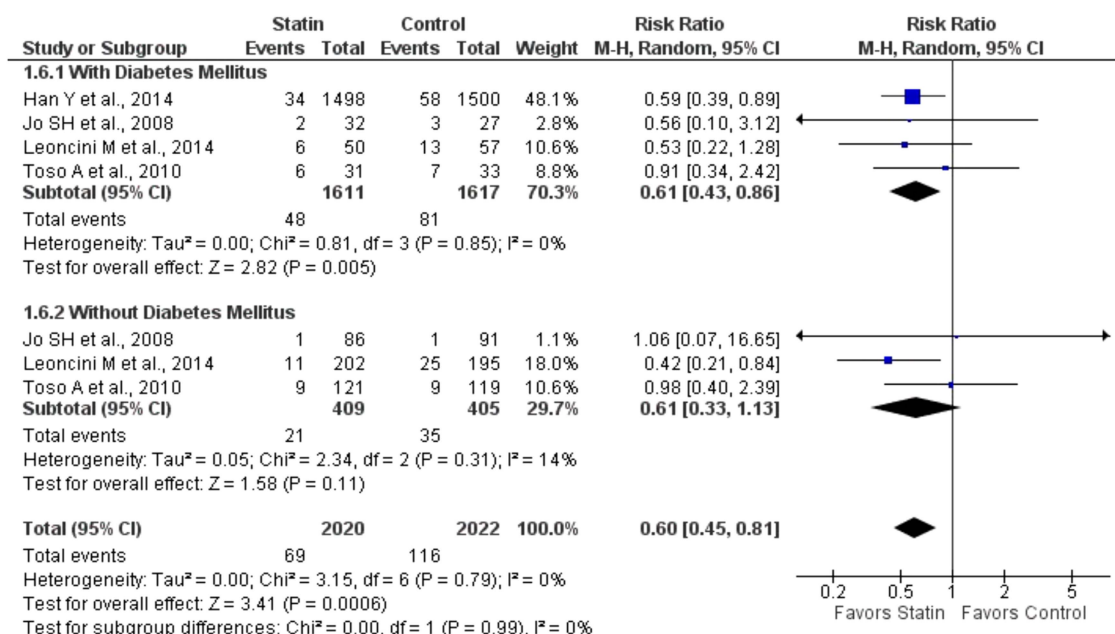 Statin Control Risk Ratio Risk Ratio
Study or Subgroup Events Total Events Total Weight M-H, Random, 95% CI M-H, Random, 95% CI
1.6.1 With Diabetes Mellitus
Han Y et al., 2014 34 1498 58 1500 48.1% 0.59 [0.39, 0.89]
Jo SH et al., 2008 2 32 3 27 2.8% 0.56 [0.10, 3.12]
Leoncini M et al., 2014 6 50 13 57 10.6% 0.53 [0.22, 1.28]
Toso A et al., 2010 6 31 7 33 8.8% 0.91 [0.34, 2.42]
Subtotal (95% CI) 1611 1617 70.3% 0.61 [0.43, 0.86]
Total events 48 81
Heterogeneity: Tau² = 0.00; Chi² = 0.81, df = 3 (P = 0.85); I² = 0%
Test for overall effect: Z = 2.82 (P = 0.005)
1.6.2 Without Diabetes Mellitus
Jo SH et al., 2008 1 86 1 91 1.1% 1.06 [0.07, 16.65]
Leoncini M et al., 2014 11 202 25 195 18.0% 0.42 [0.21, 0.84]
Toso A et al., 2010 9 121 9 119 10.6% 0.98 [0.40, 2.39]
Subtotal (95% CI) 409 405 29.7% 0.61 [0.33, 1.13]
Total events 21 35
Heterogeneity: Tau² = 0.05; Chi² = 2.34, df = 2 (P = 0.31); I² = 14%
Test for overall effect: Z = 1.58 (P = 0.11)
Total (95% CI) 2020 2022 100.0% 0.60 [0.45, 0.81]
Total events 69 116
Heterogeneity: Tau² = 0.00; Chi² = 3.15, df = 6 (P = 0.79); I² = 0%
Test for overall effect: Z = 3.41 (P = 0.0006)
Test for subgroup differences: Chi² = 0.00, df = 1 (P = 0.99), I² = 0%
0.2 0.5 1 2 5
Favors Statin Favors Control